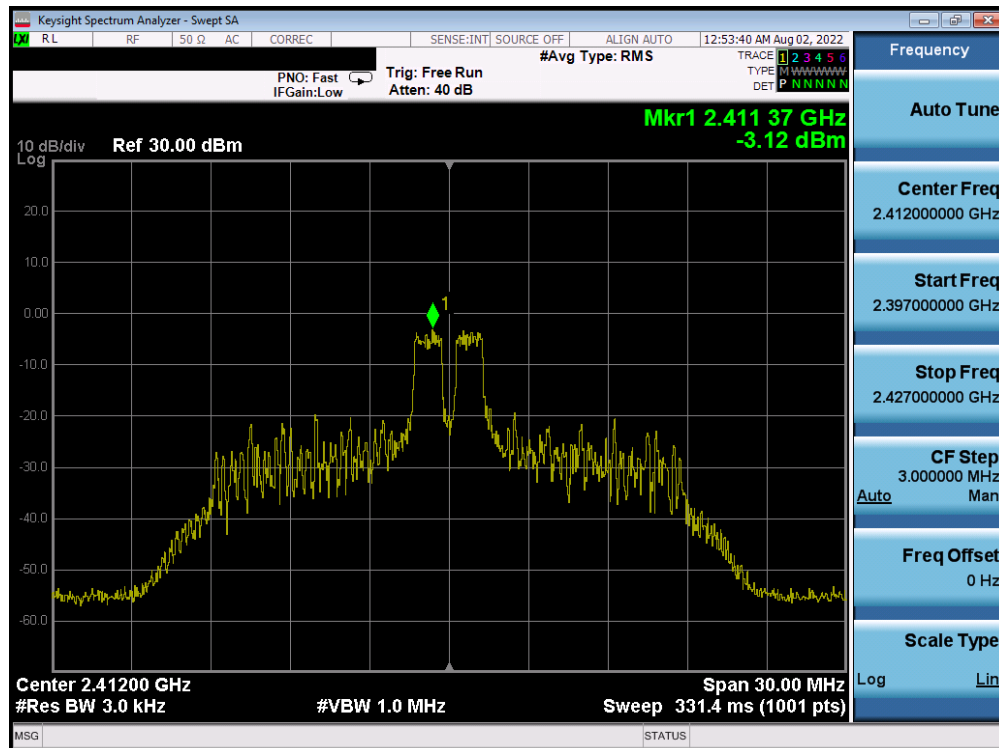 Keysight Spectrum Analyzer - Swept SA
LXI RL RF 50 Ω AC CORREC SENSE:INT SOURCE OFF ALIGN AUTO 12:53:40 AM Aug 02, 2022
#Avg Type: RMS
TRACE 1 2 3 4 5 6
PNO: Fast Trig: Free Run
TYPE M WWWWW
IFGain:Low Atten: 40 dB
DET P N N N N N
Mkr1 2.411 37 GHz
-3.12 dBm
10 dB/div Ref 30.00 dBm
Log
20.0
10.0
0.00
1
-10.0
-20.0
-30.0
-40.0
-50.0
-60.0
Center 2.41200 GHz Span 30.00 MHz
#Res BW 3.0 kHz #VBW 1.0 MHz Sweep 331.4 ms (1001 pts)
MSG STATUS
Frequency
Auto Tune
Center Freq
2.412000000 GHz
Start Freq
2.397000000 GHz
Stop Freq
2.427000000 GHz
CF Step
3.000000 MHz
Auto Man
Freq Offset
0 Hz
Scale Type
Log Lin